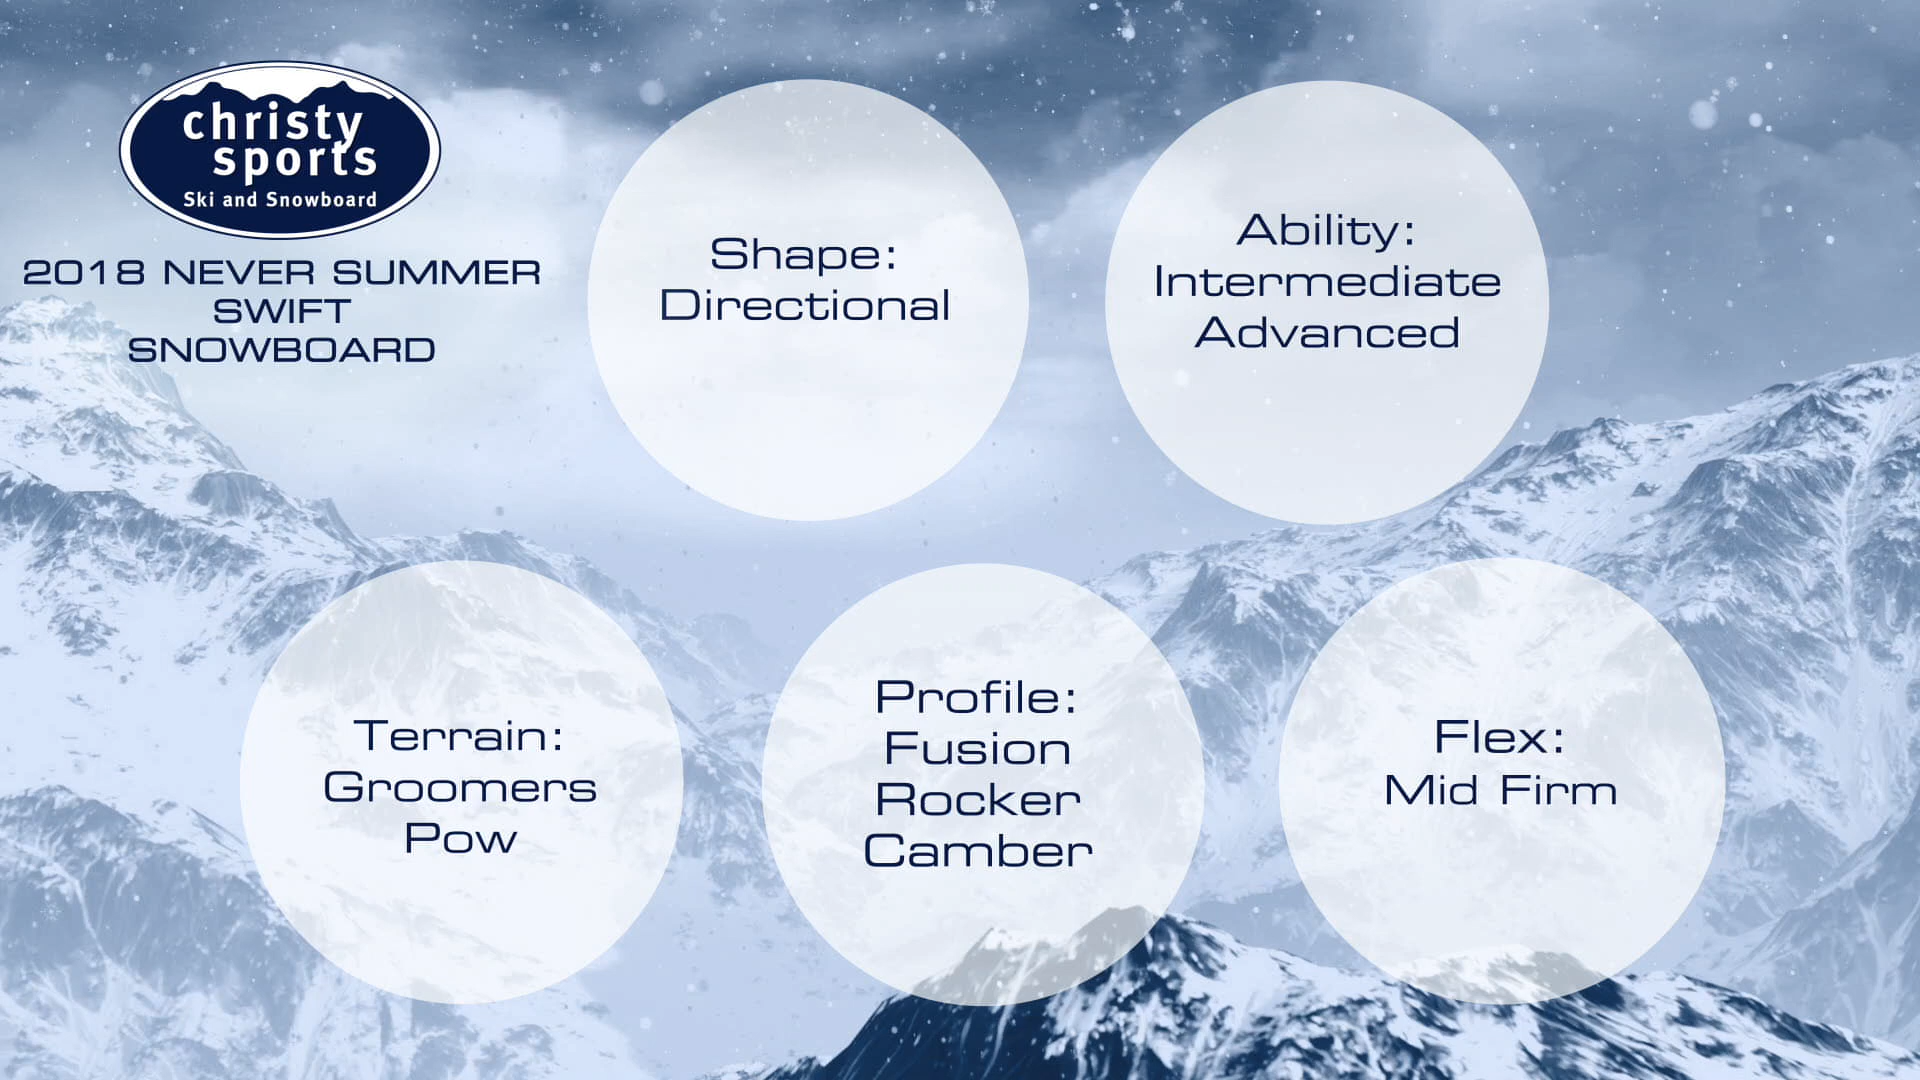 christy
sports
Ski and Snowboard
2018 NEVER SUMMER
SWIFT
SNOWBOARD
Shape:
Directional
Ability:
Intermediate
Advanced
Terrain:
Groomers
Pow
Profile:
Fusion
Rocker
Camber
Flex:
Mid Firm